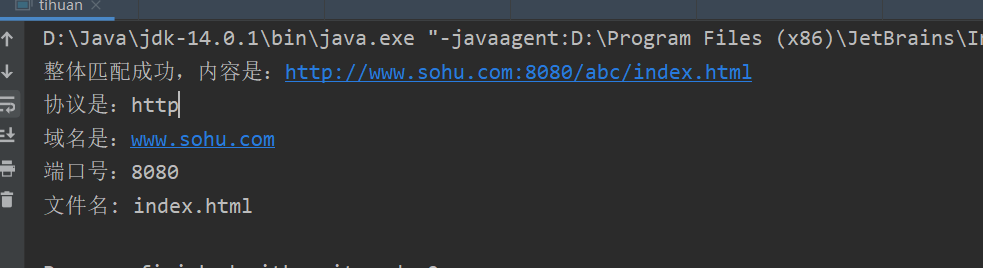 tihuan
D:\Java\jdk-14.0.1\bin\java.exe "-javaagent:D:\Program Files (x86)\JetBrains\In
整体匹配成功，内容是：http://www.sohu.com:8080/abc/index.html
协议是：http
域名是：www.sohu.com
端口号：8080
文件名: index.html